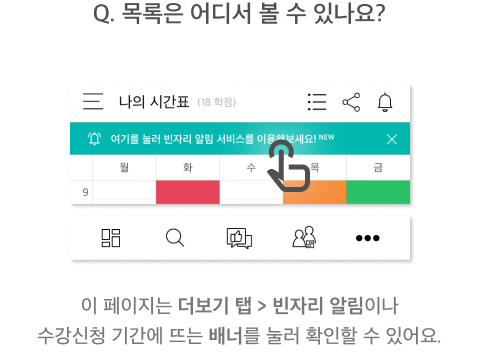 Q. 목록은 어디서 볼 수 있나요?
나의 시간표 (18 학점)
여기를 눌러 빈자리 알림 서비스를 이용해보세요! NEW
월 화 수 목 금
9
이 페이지는 더보기 탭 > 빈자리 알림이나
수강신청 기간에 뜨는 배너를 눌러 확인할 수 있어요.